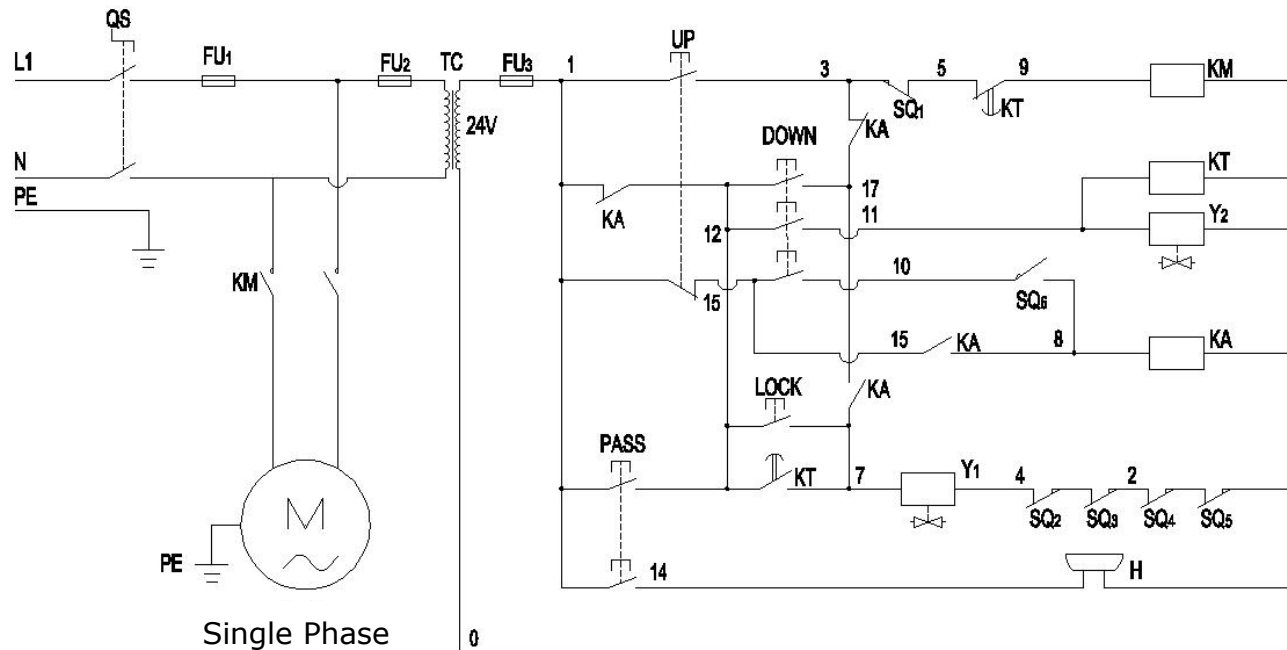 QS
UP
L1
FU1
FU2
TC
FU3
1
3
5
9
KM
SQ1
KT
24V
KA
DOWN
N
KT
PE
17
KA
11
Y2
12
KM
10
15
SQ6
15
KA
8
KA
LOCK
KA
PASS
KT
7
Y1
4
2
M
SQ2
SQ3
SQ4
SQ5
PE
14
H
Single Phase
0